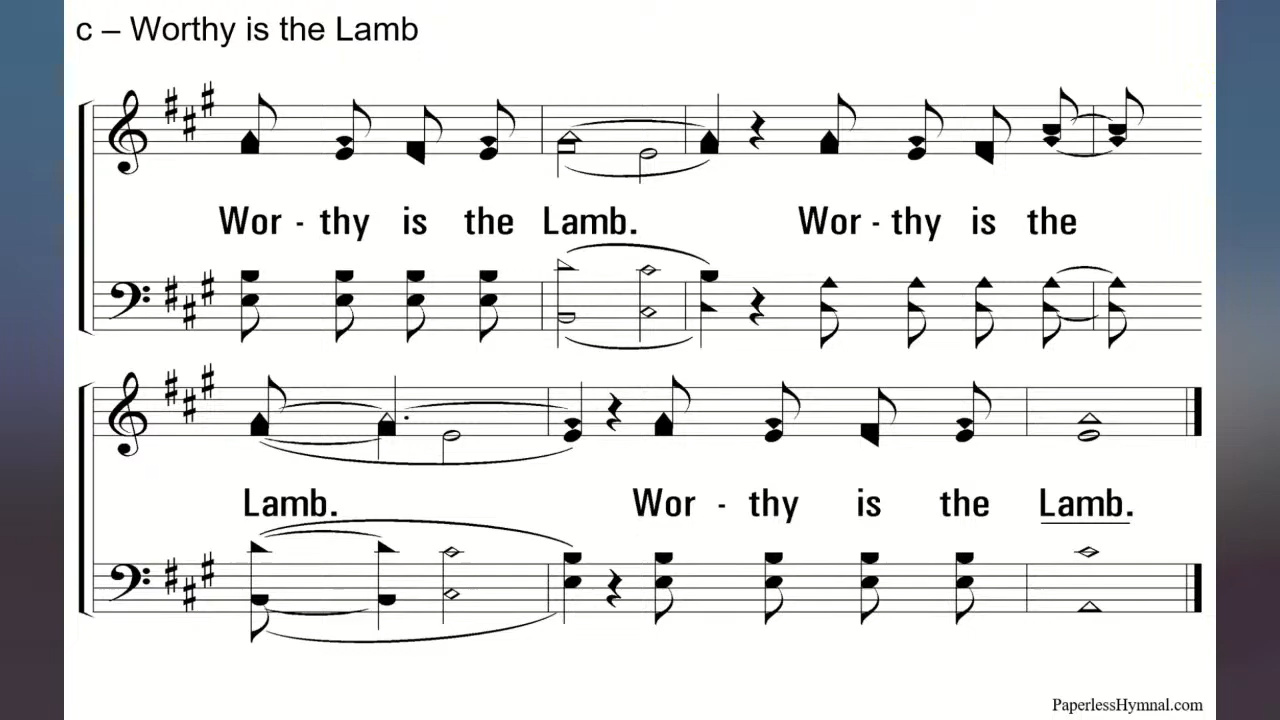 c – Worthy is the Lamb
Wor - thy is the Lamb. Wor - thy is the
Lamb. Wor - thy is the Lamb.
PaperlessHymnal.com